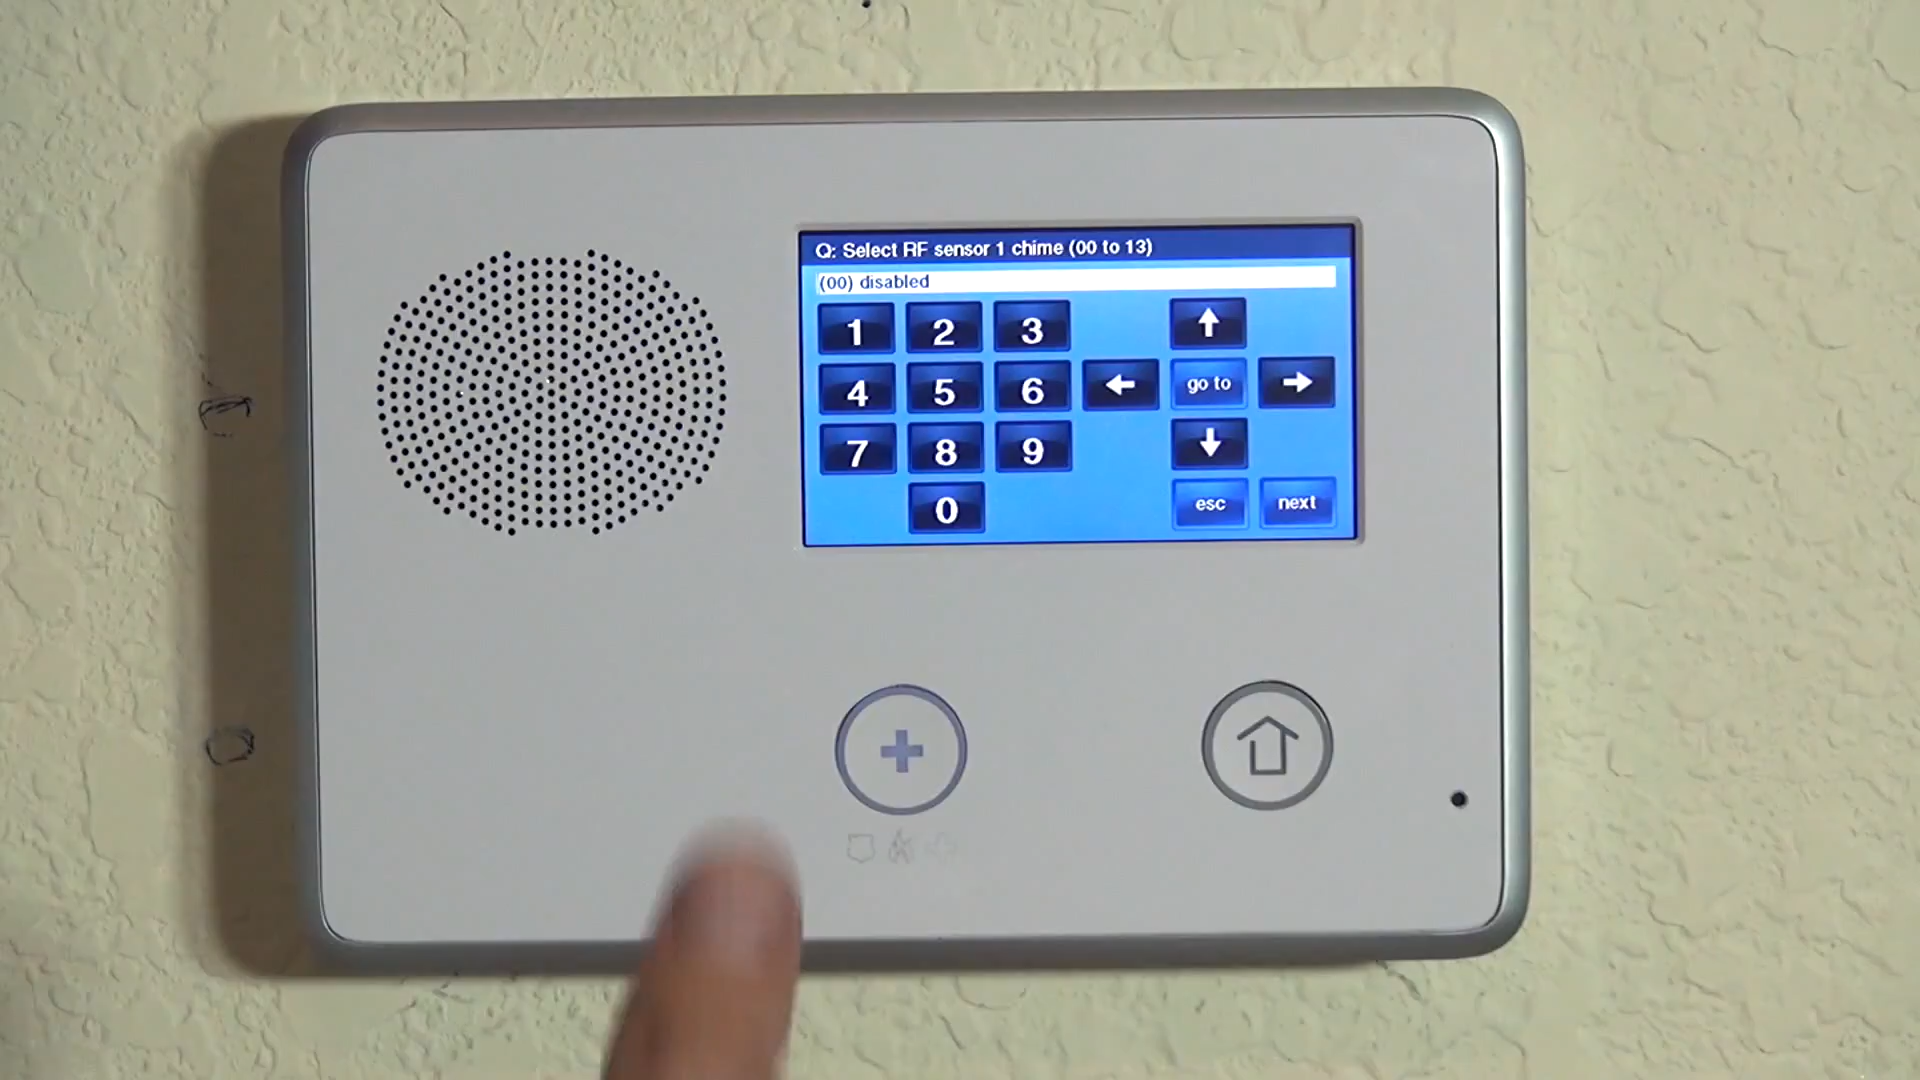 Q: Select RF sensor 1 chime (00 to 13)
(00) disabled
1 2 3
4 5 6 go to
7 8 9
0 esc next